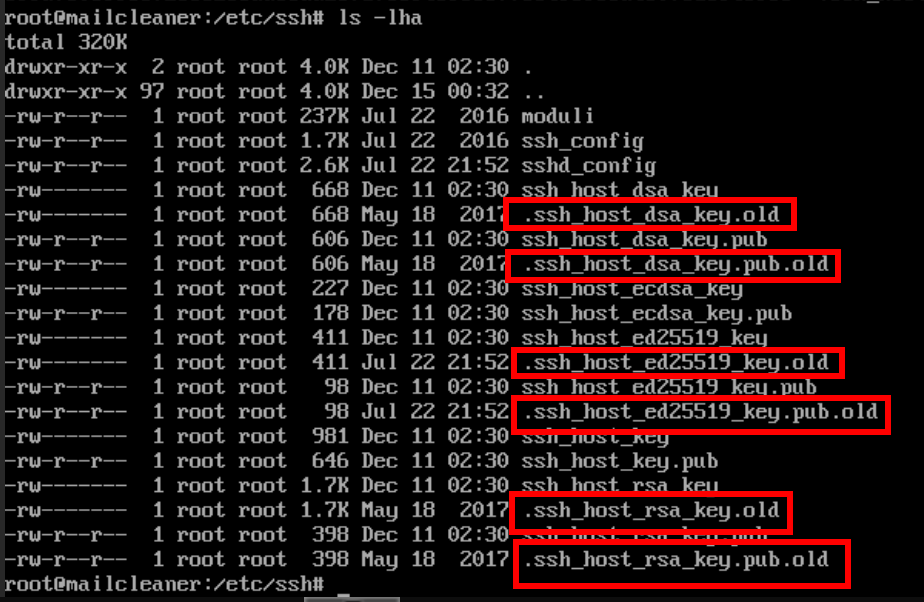 root@mailcleaner:/etc/ssh# ls -lha
total 320K
drwxr-xr-x  2 root root 4.0K Dec 11 02:30 .
drwxr-xr-x 97 root root 4.0K Dec 15 00:32 ..
-rw-r--r--  1 root root 237K Jul 22  2016 moduli
-rw-r--r--  1 root root 1.7K Jul 22  2016 ssh_config
-rw-r--r--  1 root root 2.6K Jul 22 21:52 sshd_config
-rw-------  1 root root  668 Dec 11 02:30 ssh_host_dsa_key
-rw-------  1 root root  668 May 18  2017 .ssh_host_dsa_key.old
-rw-r--r--  1 root root  606 Dec 11 02:30 ssh_host_dsa_key.pub
-rw-r--r--  1 root root  606 May 18  2017 .ssh_host_dsa_key.pub.old
-rw-------  1 root root  227 Dec 11 02:30 ssh_host_ecdsa_key
-rw-r--r--  1 root root  178 Dec 11 02:30 ssh_host_ecdsa_key.pub
-rw-------  1 root root  411 Dec 11 02:30 ssh_host_ed25519_key
-rw-------  1 root root  411 Jul 22 21:52 .ssh_host_ed25519_key.old
-rw-r--r--  1 root root   98 Dec 11 02:30 ssh_host_ed25519_key.pub
-rw-r--r--  1 root root   98 Jul 22 21:52 .ssh_host_ed25519_key.pub.old
-rw-------  1 root root  981 Dec 11 02:30 ssh_host_key
-rw-r--r--  1 root root  646 Dec 11 02:30 ssh_host_key.pub
-rw-------  1 root root 1.7K Dec 11 02:30 ssh_host_rsa_key
-rw-------  1 root root 1.7K May 18  2017 .ssh_host_rsa_key.old
-rw-r--r--  1 root root  398 Dec 11 02:30 ssh_host_rsa_key.pub
-rw-r--r--  1 root root  398 May 18  2017 .ssh_host_rsa_key.pub.old
root@mailcleaner:/etc/ssh#